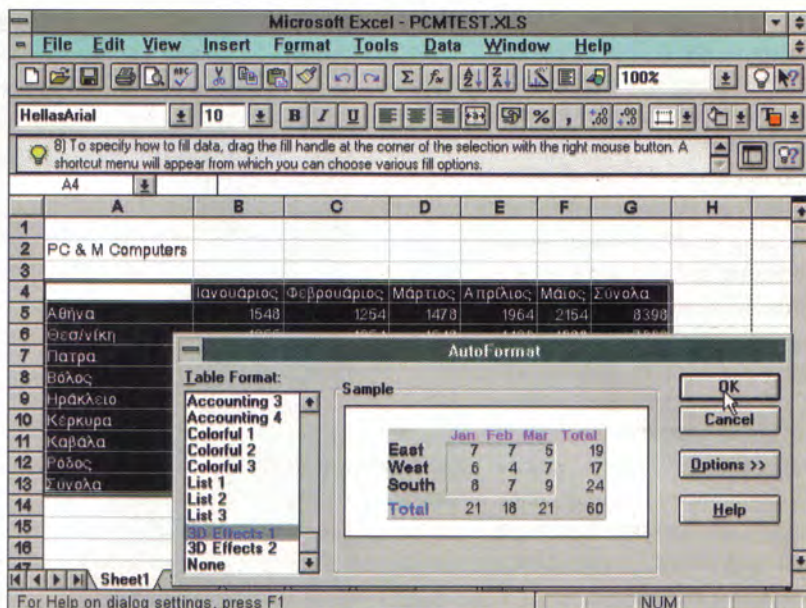 Microsoft Excel - PCMTEST.XLS
File Edit View Insert Format Tools Data Window Help
100%
HellasArial 10 B I U % ,
8) To specify how to fill data, drag the fill handle at the corner of the selection with the right mouse button. A
shortcut menu will appear from which you can choose various fill options.
A4
A B C D E F G H
1
2 PC & M Computers
3
4 Ιανουάριος Φεβρουάριος Μάρτιος Απρίλιος Μάιος Σύνολα
5 Αθήνα 1548 1254 1478 1964 2154 8398
6 Θεσ/νίκη
7 Πατρα
8 Βόλος
9 Ηράκλειο
10 Κέρκυρα
11 Καβάλα
12 Ρόδος
13 Σύνολα
14
15
16
17
AutoFormat
Table Format:
Accounting 3
Accounting 4
Colorful 1
Colorful 2
Colorful 3
List 1
List 2
List 3
3D Effects 1
3D Effects 2
None
Sample
Jan Feb Mar Total
East 7 7 5 19
West 6 4 7 17
South 8 7 9 24
Total 21 18 21 60
OK
Cancel
Options >>
Help
Sheet1
For Help on dialog settings, press F1 NUM